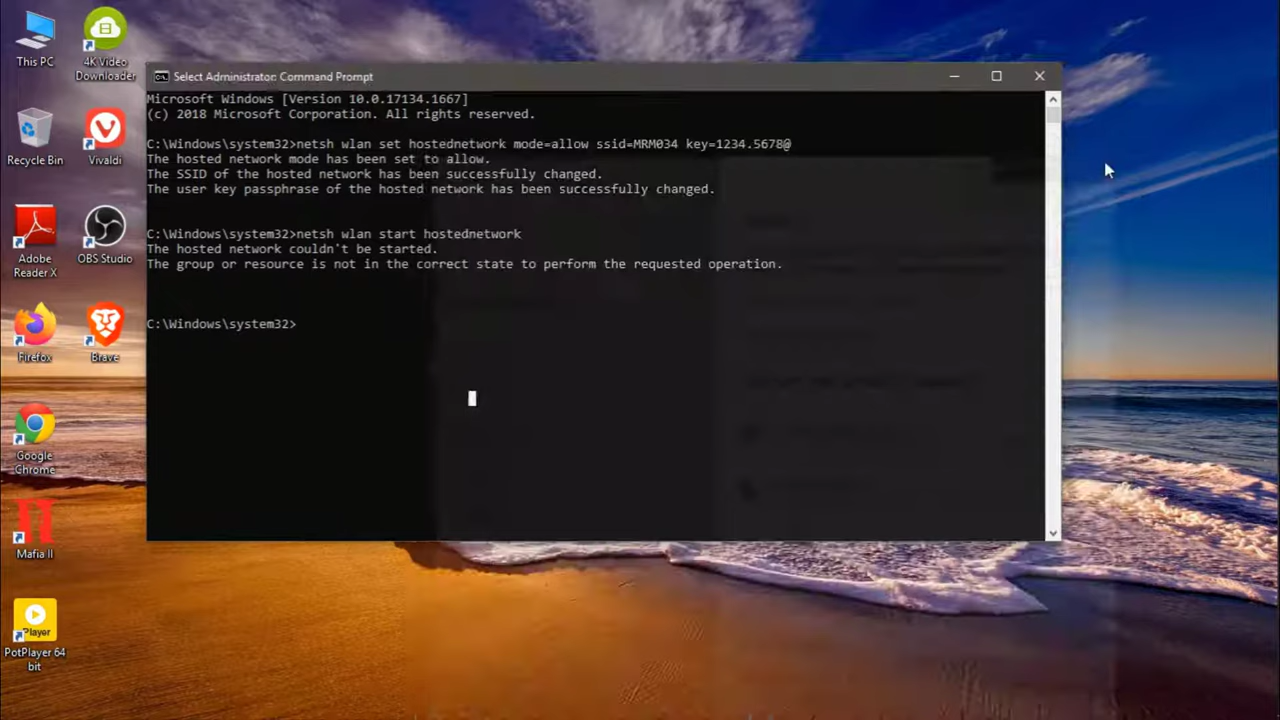 This PC
4K Video
Downloader
Recycle Bin
Vivaldi
Adobe
Reader X
OBS Studio
Firefox
Brave
Google
Chrome
Mafia II
Player
PotPlayer 64
bit
Select Administrator: Command Prompt
Microsoft Windows [Version 10.0.17134.1667]
(c) 2018 Microsoft Corporation. All rights reserved.
C:\Windows\system32>netsh wlan set hostednetwork mode=allow ssid=MRM034 key=1234.5678@
The hosted network mode has been set to allow.
The SSID of the hosted network has been successfully changed.
The user key passphrase of the hosted network has been successfully changed.
C:\Windows\system32>netsh wlan start hostednetwork
The hosted network couldn't be started.
The group or resource is not in the correct state to perform the requested operation.
C:\Windows\system32>